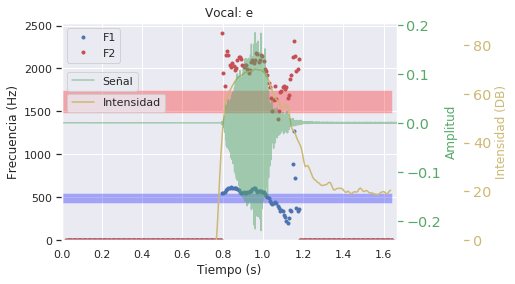 Vocal: e
F1
F2
Señal
Intensidad
Frecuencia (Hz)
2500
2000
1500
1000
500
0
0.0 0.2 0.4 0.6 0.8 1.0 1.2 1.4 1.6
Tiempo (s)
0.2
0.1
0.0
−0.1
−0.2
Amplitud
80
60
40
20
0
Intensidad (DB)